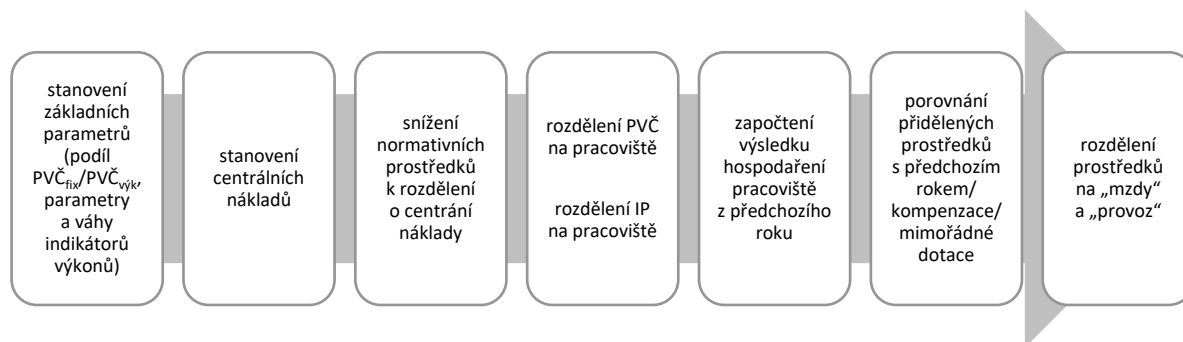 stanovení
základních
parametrů
(podíl
PVČfix/PVČvýk,
parametry
a váhy
indikátorů
výkonů)
stanovení
centrálních
nákladů
snížení
normativních
prostředků
k rozdělení
o centrání
náklady
rozdělení PVČ
na pracoviště
rozdělení IP
na pracoviště
započtení
výsledku
hospodaření
pracoviště
z předchozího
roku
porovnání
přidělených
prostředků
s předchozím
rokem/
kompenzace/
mimořádné
dotace
rozdělení
prostředků
na „mzdy“
a „provoz“